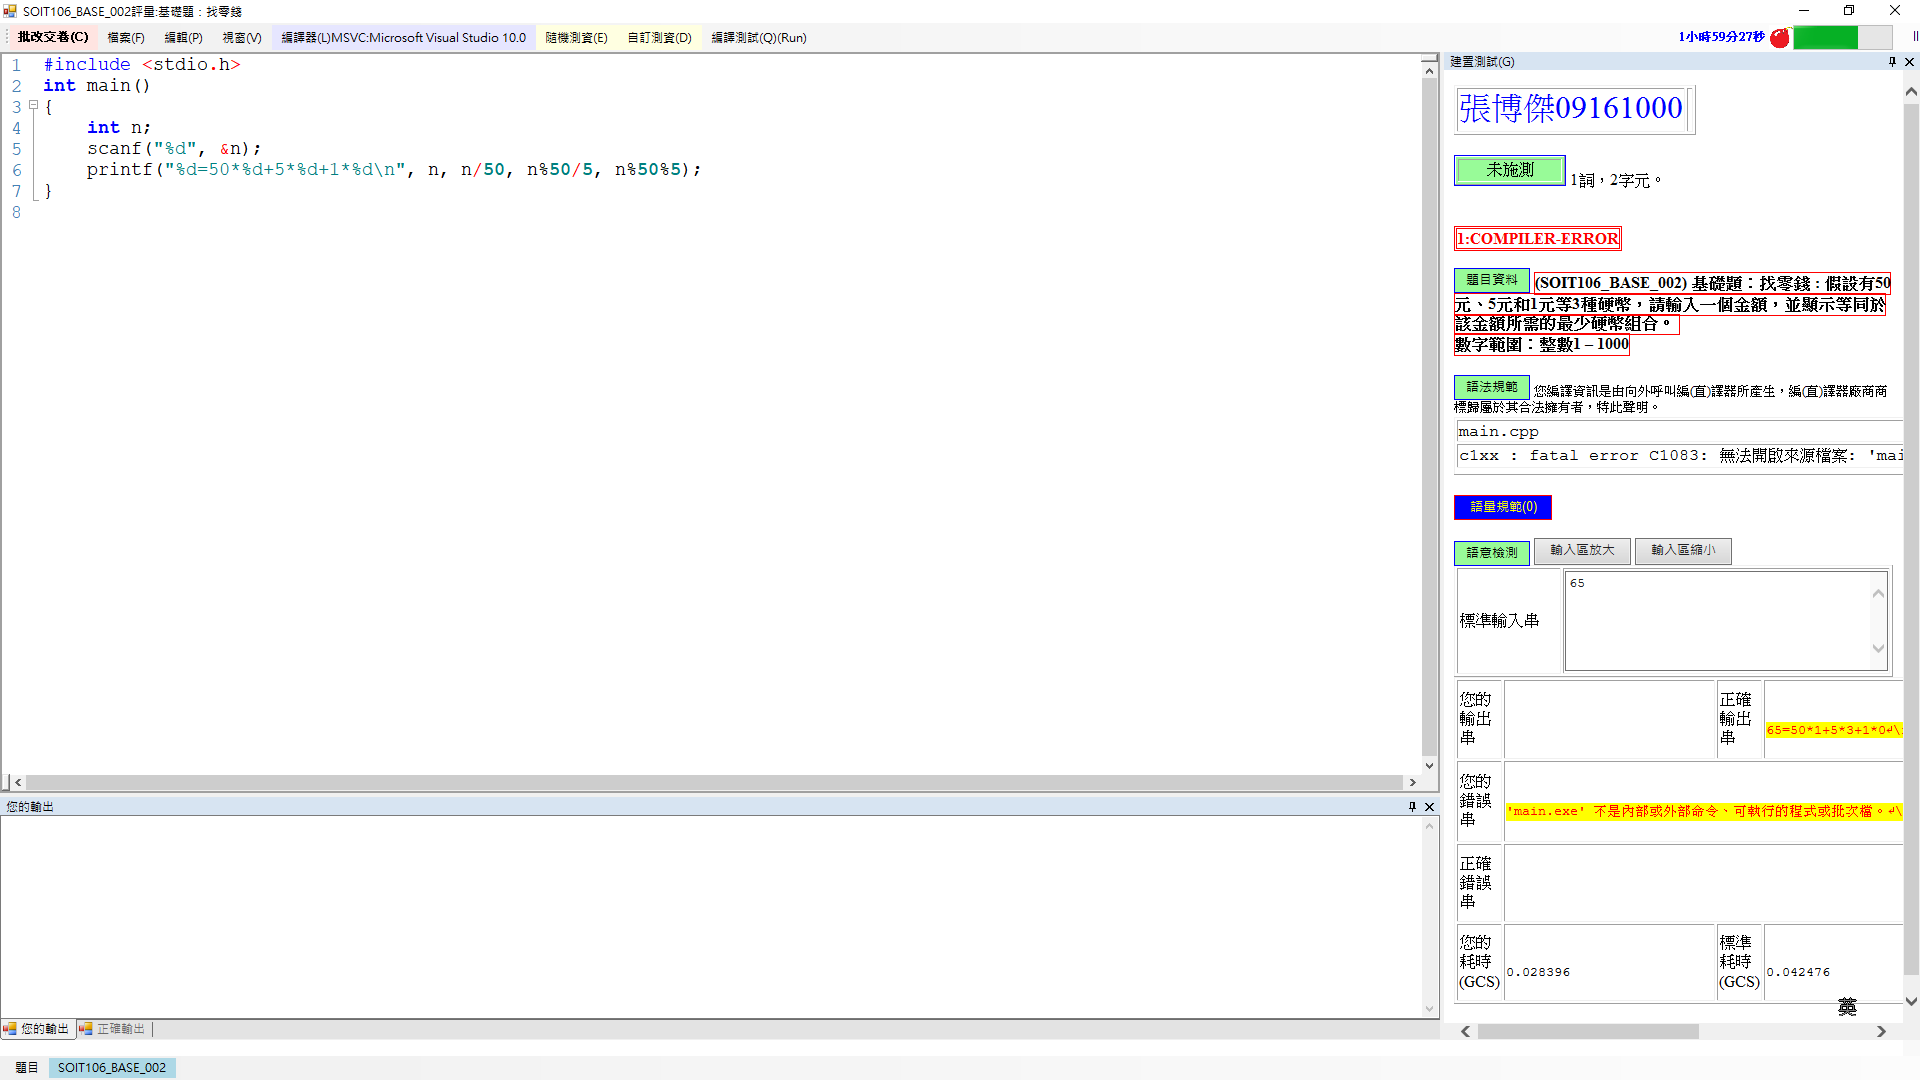 SOIT106_BASE_002評量:基礎題：找零錢
批改交卷(C) 檔案(F) 編輯(P) 視窗(V) 編譯器(L)MSVC:Microsoft Visual Studio 10.0 隨機測資(E) 自訂測資(D) 編譯測試(Q)(Run) 1小時59分27秒
1 #include <stdio.h>
2 int main()
3 {
4 int n;
5 scanf("%d", &n);
6 printf("%d=50*%d+5*%d+1*%d\n", n, n/50, n%50/5, n%50%5);
7 }
8
您的輸出
您的輸出 正確輸出
題目 SOIT106_BASE_002
建置測試(G)
張博傑09161000
未施測 1詞，2字元。
1:COMPILER-ERROR
題目資料 (SOIT106_BASE_002) 基礎題：找零錢：假設有50
元、5元和1元等3種硬幣，請輸入一個金額，並顯示等同於
該金額所需的最少硬幣組合。
數字範圍：整數1 – 1000
語法規範 您編譯資訊是由向外呼叫編(直)譯器所產生，編(直)譯器廠商商
標歸屬於其合法擁有者，特此聲明。
main.cpp
c1xx : fatal error C1083: 無法開啟來源檔案: 'mai
語量規範(0)
語意檢測 輸入區放大 輸入區縮小
標準輸入串 65
您的
輸出
串
正確
輸出
串
65=50*1+5*3+1*0↲\
您的
錯誤
串
'main.exe' 不是內部或外部命令、可執行的程式或批次檔。↲\
正確
錯誤
串
您的
耗時
(GCS)
0.028396
標準
耗時
(GCS)
0.042476
英